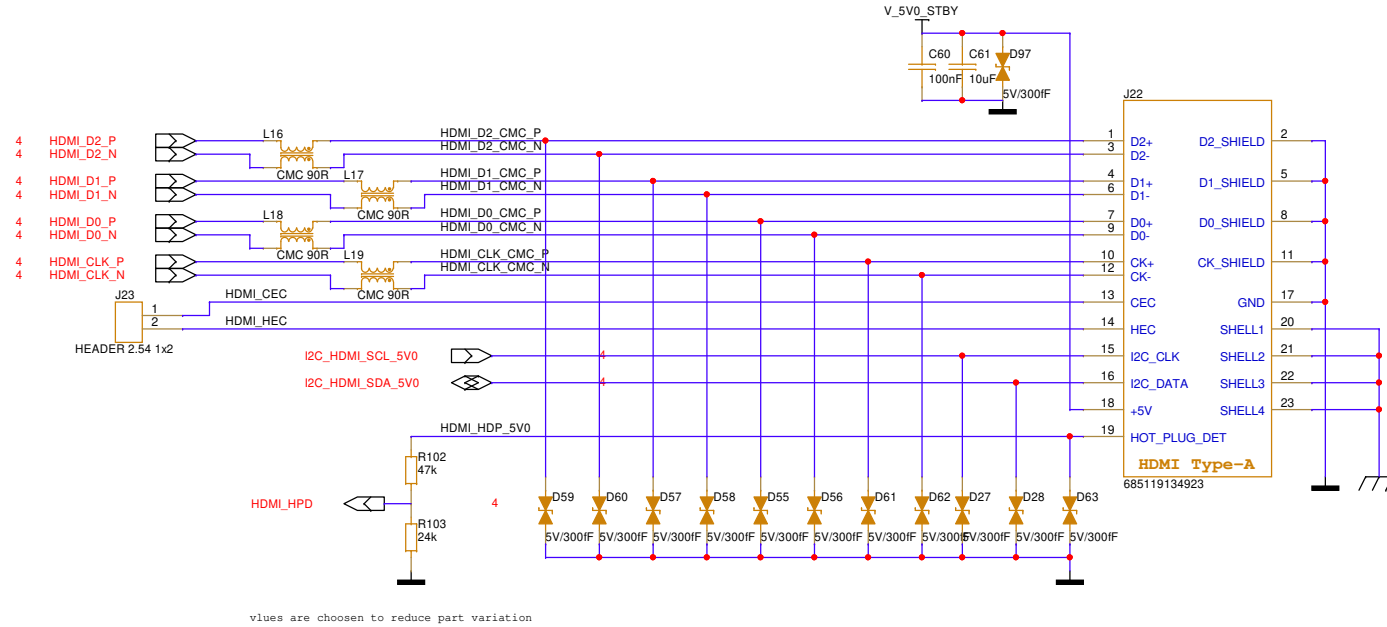 V_5V0_STBY
C60 C61 D97
100nF 10uF
5V/300fF
J22
4 HDMI_D2_P L16 HDMI_D2_CMC_P 1 D2+ D2_SHIELD 2
4 HDMI_D2_N HDMI_D2_CMC_N 3 D2-
CMC 90R L17
4 HDMI_D1_P HDMI_D1_CMC_P 4 D1+ D1_SHIELD 5
4 HDMI_D1_N HDMI_D1_CMC_N 6 D1-
L18 CMC 90R
4 HDMI_D0_P HDMI_D0_CMC_P 7 D0+ D0_SHIELD 8
4 HDMI_D0_N HDMI_D0_CMC_N 9 D0-
CMC 90R L19
4 HDMI_CLK_P HDMI_CLK_CMC_P 10 CK+ CK_SHIELD 11
4 HDMI_CLK_N HDMI_CLK_CMC_N 12 CK-
CMC 90R
J23 HDMI_CEC 13 CEC GND 17
1
2 HDMI_HEC 14 HEC SHELL1 20
HEADER 2.54 1x2
I2C_HDMI_SCL_5V0 4 15 I2C_CLK SHELL2 21
I2C_HDMI_SDA_5V0 4 16 I2C_DATA SHELL3 22
18 +5V SHELL4 23
HDMI_HDP_5V0 19 HOT_PLUG_DET
R102
47k
HDMI Type-A
685119134923
HDMI_HPD 4 D59 D60 D57 D58 D55 D56 D61 D62 D27 D28 D63
R103
24k
5V/300fF 5V/300fF 5V/300fF 5V/300fF 5V/300fF 5V/300fF 5V/300fF 5V/300fF 5V/300fF 5V/300fF 5V/300fF
vlues are choosen to reduce part variation